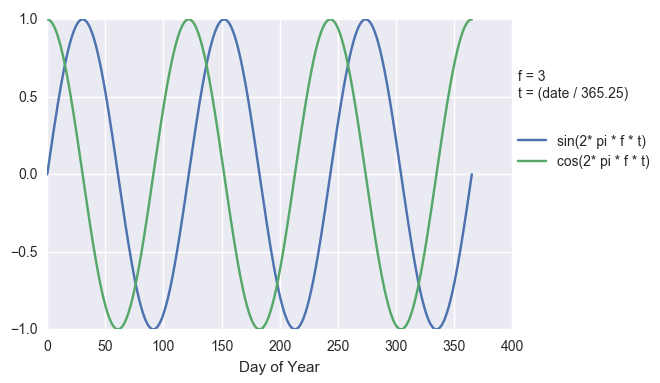 1.0
0.5
0.0
−0.5
−1.0
0 50 100 150 200 250 300 350 400
Day of Year
f = 3
t = (date / 365.25)
sin(2* pi * f * t)
cos(2* pi * f * t)